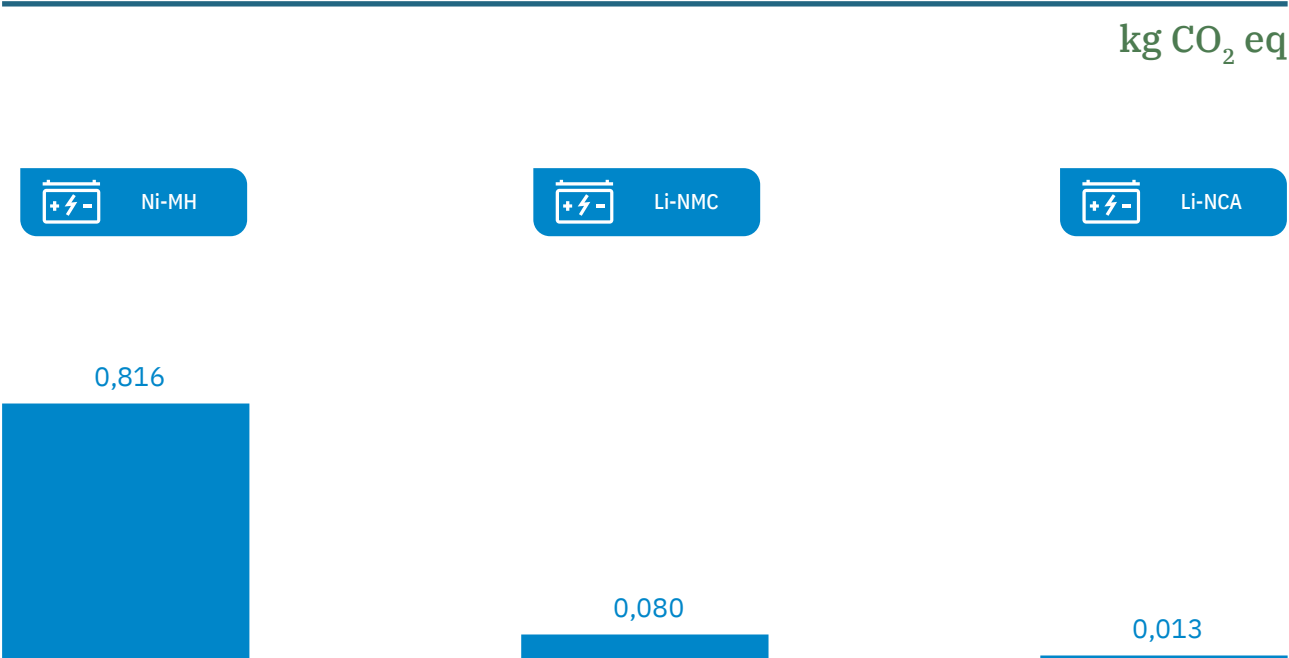 kg CO₂ eq
Ni-MH
Li-NMC
Li-NCA
0,816
0,080
0,013